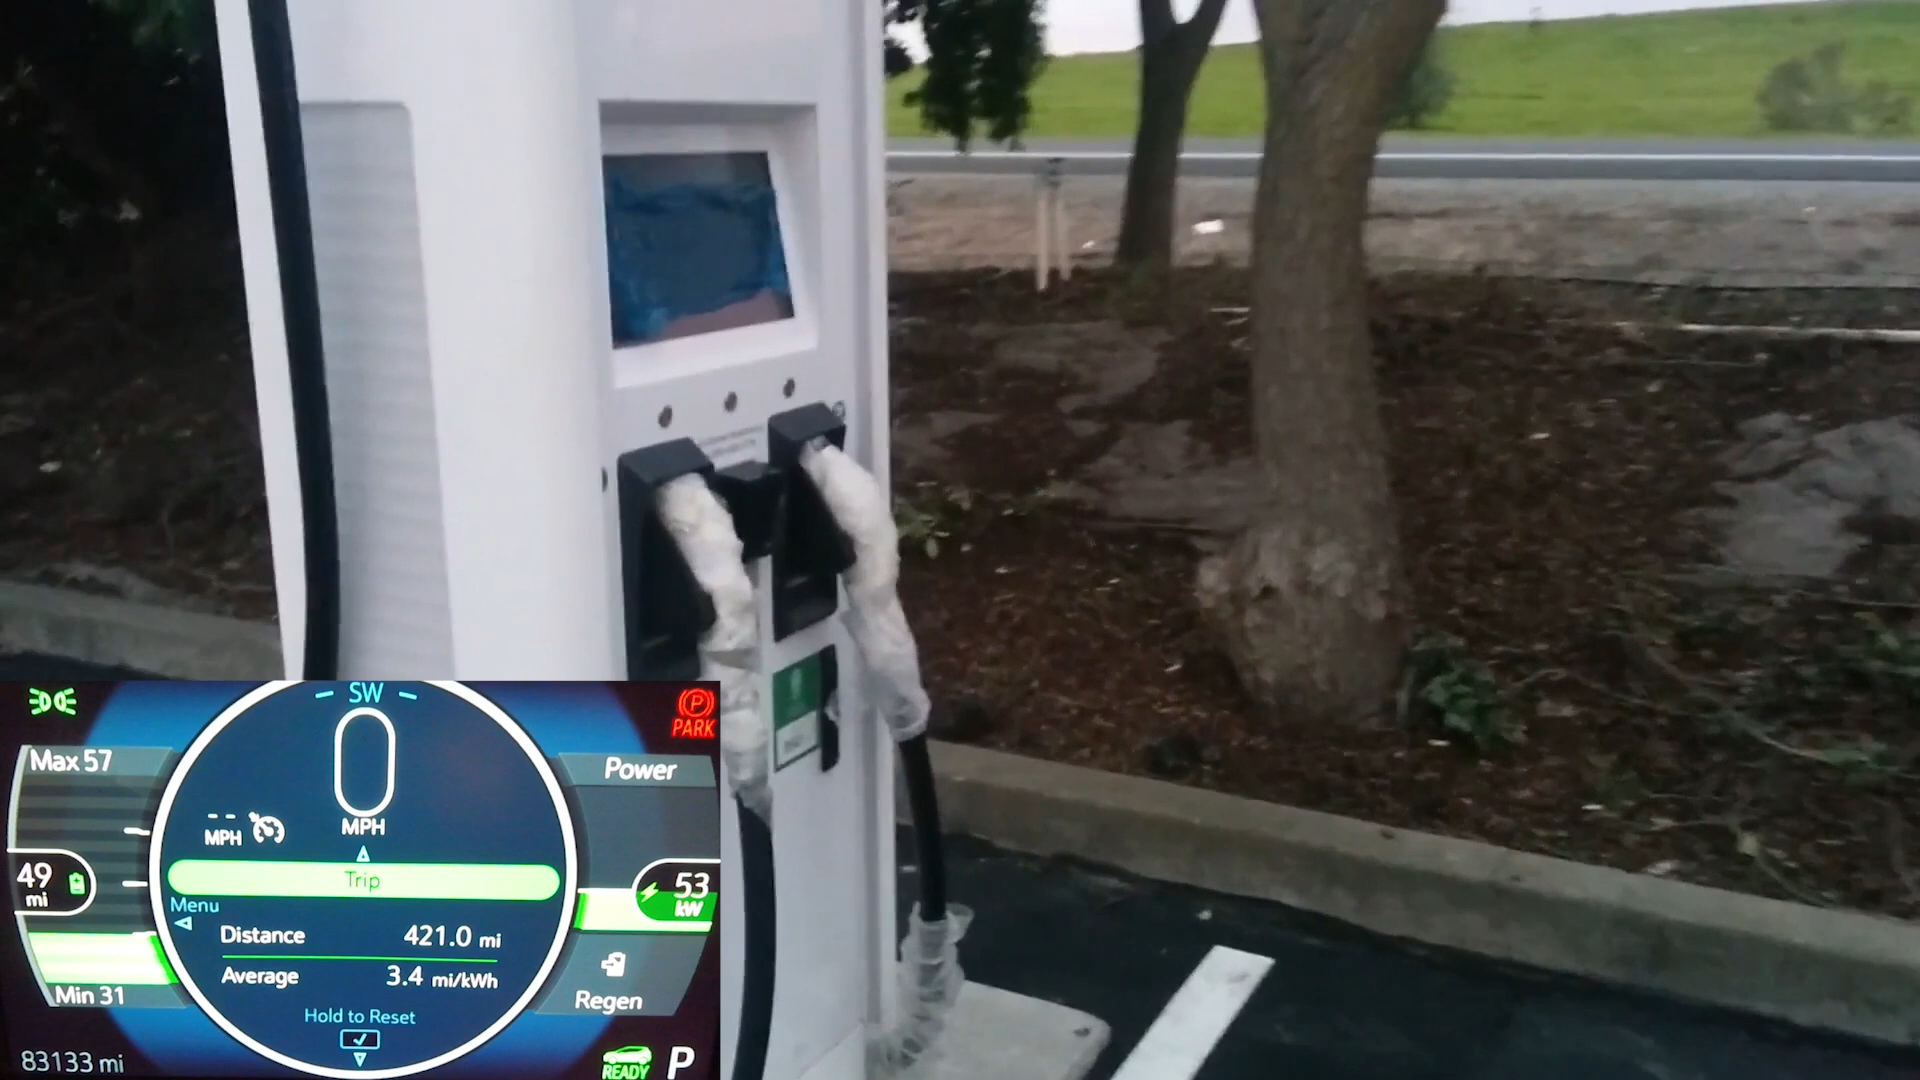 SW
PARK
Max 57
Power
MPH
-- MPH
Trip
49
mi
53
kW
Menu
Distance 421.0 mi
Average 3.4 mi/kWh
Min 31
Regen
Hold to Reset
83133 mi
READY P